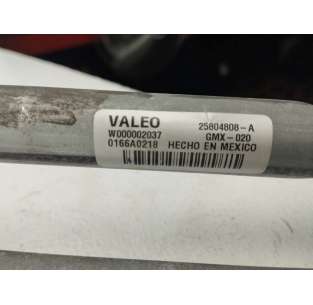 VALEO 25804808-A
W000002037 GMX-020
0166A0218 HECHO EN MEXICO